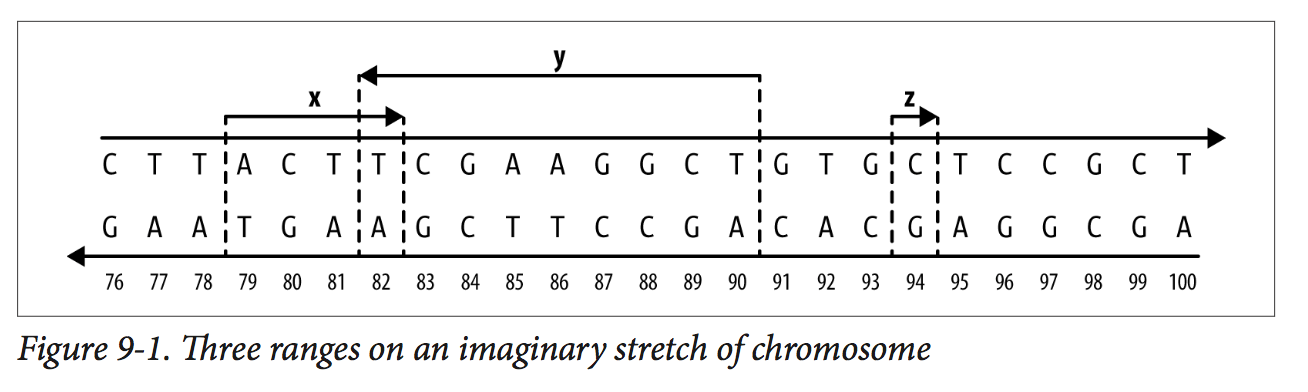 y
x z
C T T A C T T C G A A G G C T G T G C T C C G C T
G A A T G A A G C T T C C G A C A C G A G G C G A
76 77 78 79 80 81 82 83 84 85 86 87 88 89 90 91 92 93 94 95 96 97 98 99 100
Figure 9-1. Three ranges on an imaginary stretch of chromosome